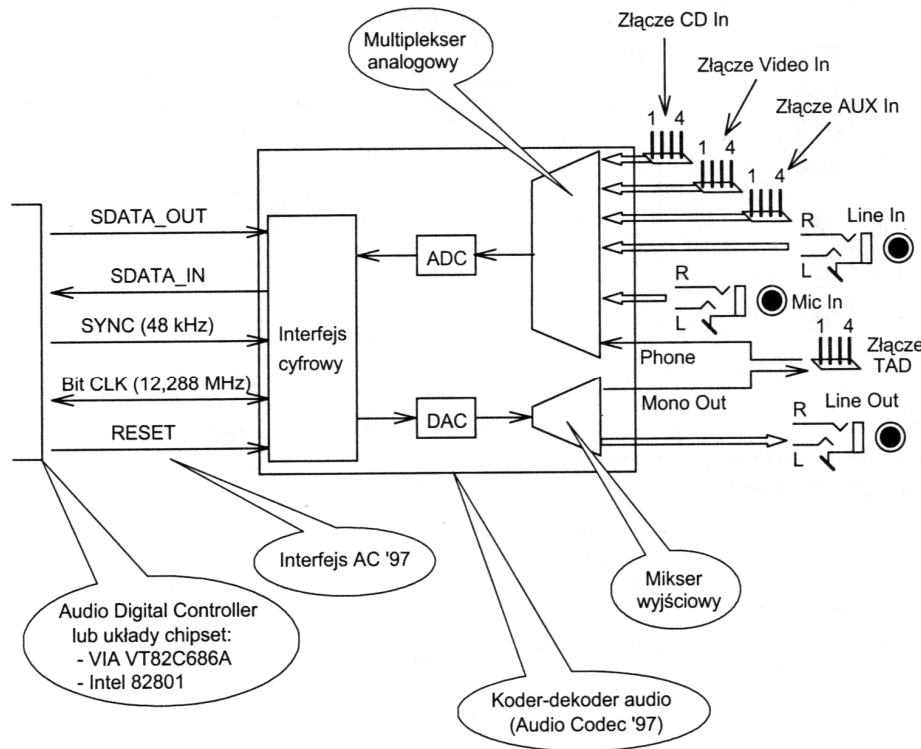 Złącze CD In
Multiplekser
analogowy
Złącze Video In
1 4
Złącze AUX In
1 4
1 4
SDATA_OUT
R
Line In
L
ADC
SDATA_IN
R
Mic In
L
SYNC (48 kHz)
Interfejs
cyfrowy
1 4
Złącze
TAD
Phone
Bit CLK (12,288 MHz)
DAC
Mono Out
R
Line Out
L
RESET
Interfejs AC '97
Mikser
wyjściowy
Audio Digital Controller
lub układy chipset:
- VIA VT82C686A
- Intel 82801
Koder-dekoder audio
(Audio Codec '97)